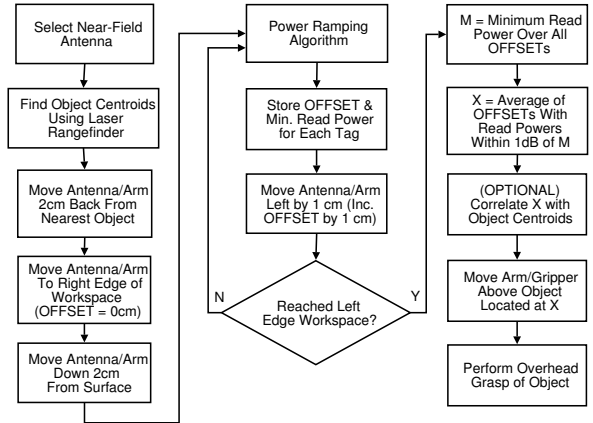 Select Near-Field
Antenna
Find Object Centroids
Using Laser
Rangefinder
Move Antenna/Arm
2cm Back From
Nearest Object
Move Antenna/Arm
To Right Edge of
Workspace
(OFFSET = 0cm)
Move Antenna/Arm
Down 2cm
From Surface
Power Ramping
Algorithm
Store OFFSET &
Min. Read Power
for Each Tag
Move Antenna/Arm
Left by 1 cm (Inc.
OFFSET by 1 cm)
N
Reached Left
Edge Workspace?
Y
M = Minimum Read
Power Over All
OFFSETs
X = Average of
OFFSETs With
Read Powers
Within 1dB of M
(OPTIONAL)
Correlate X with
Object Centroids
Move Arm/Gripper
Above Object
Located at X
Perform Overhead
Grasp of Object